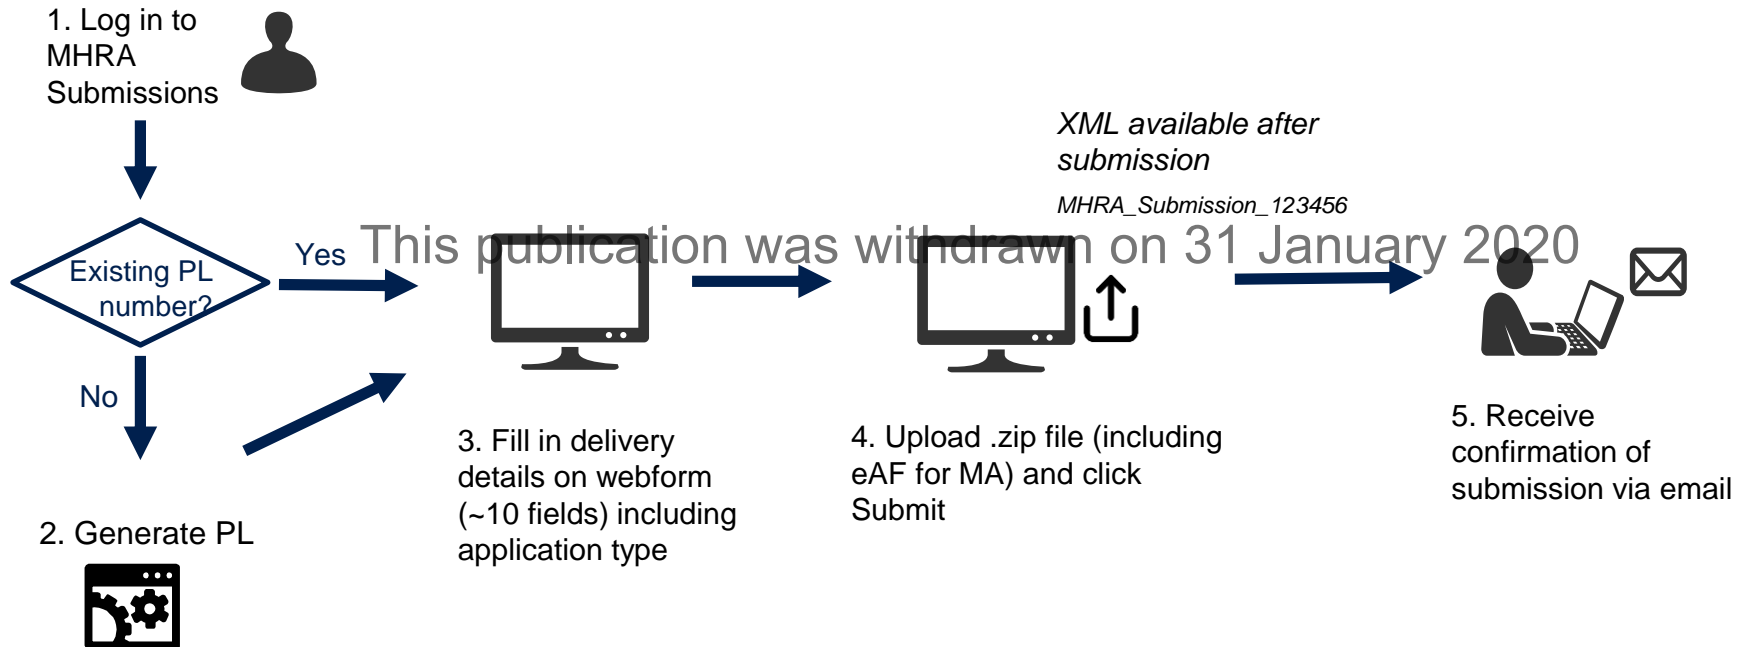 1. Log in to
MHRA
Submissions
Existing PL
number?
Yes
No
2. Generate PL
3. Fill in delivery
details on webform
(~10 fields) including
application type
XML available after
submission
MHRA_Submission_123456
This publication was withdrawn on 31 January 2020
4. Upload .zip file (including
eAF for MA) and click
Submit
5. Receive
confirmation of
submission via email